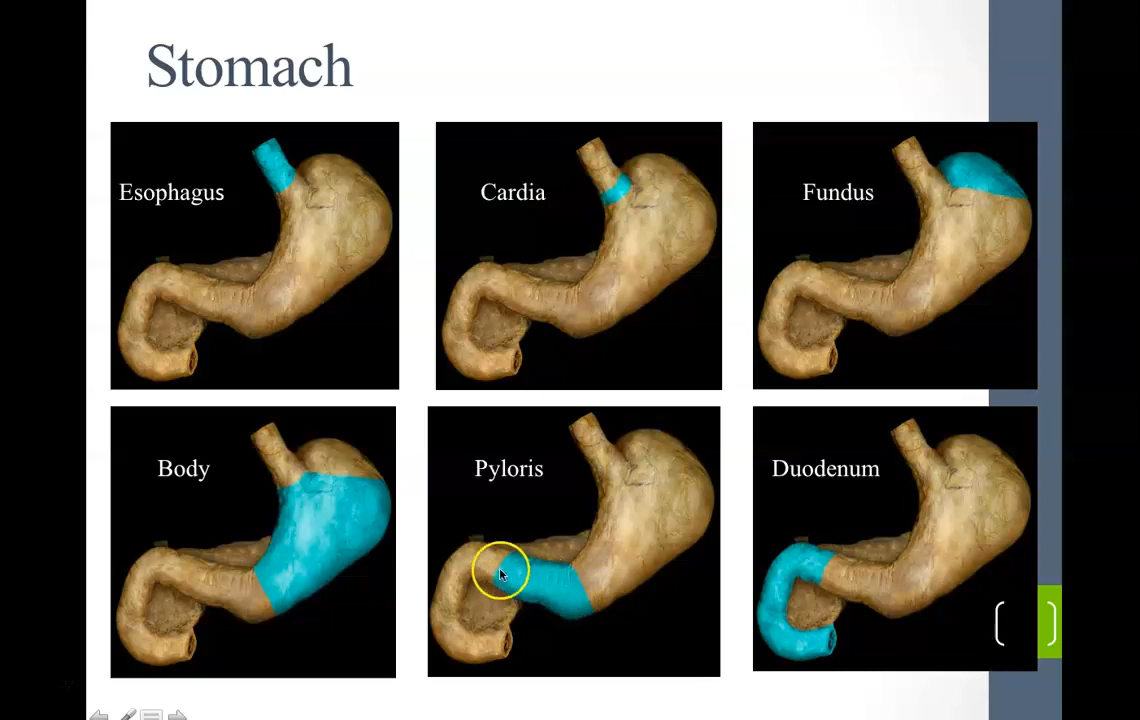 Stomach
Esophagus
Cardia
Fundus
Body
Pyloris
Duodenum